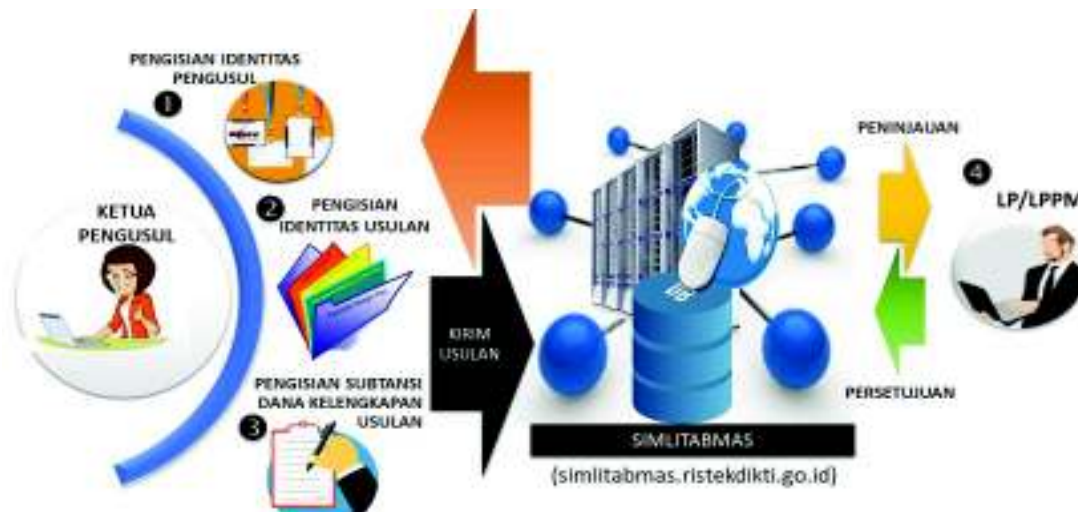 PENGISIAN IDENTITAS
PENGUSUL
1
KETUA
PENGUSUL
2
PENGISIAN
IDENTITAS USULAN
PENGISIAN SUBTANSI
DANA KELENGKAPAN
USULAN
3
KIRIM
USULAN
DB
SIMLITABMAS
(simlitabmas.ristekdikti.go.id)
PENINJAUAN
4
LP/LPPM
PERSETUJUAN